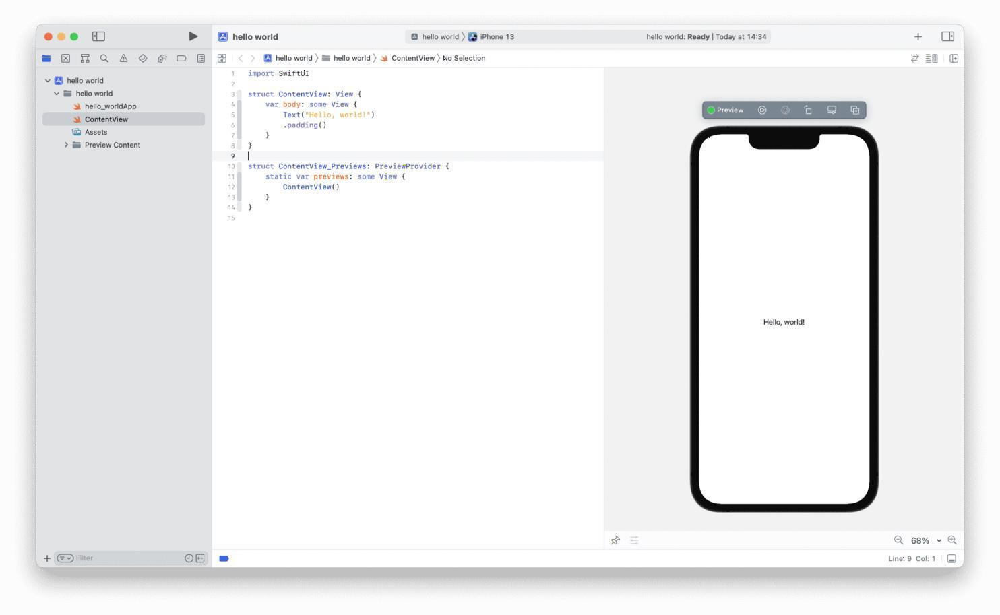 hello world
hello world 〉 iPhone 13
hello world: Ready | Today at 14:34
hello world 〉 hello world 〉 ContentView 〉 No Selection
hello world
hello world
hello_worldApp
ContentView
Assets
Preview Content
1 import SwiftUI
2
3 struct ContentView: View {
4 var body: some View {
5 Text("Hello, world!")
6 .padding()
7 }
8 }
9
10 struct ContentView_Previews: PreviewProvider {
11 static var previews: some View {
12 ContentView()
13 }
14 }
15
Preview
Hello, world!
68%
Filter
Line: 9 Col: 1